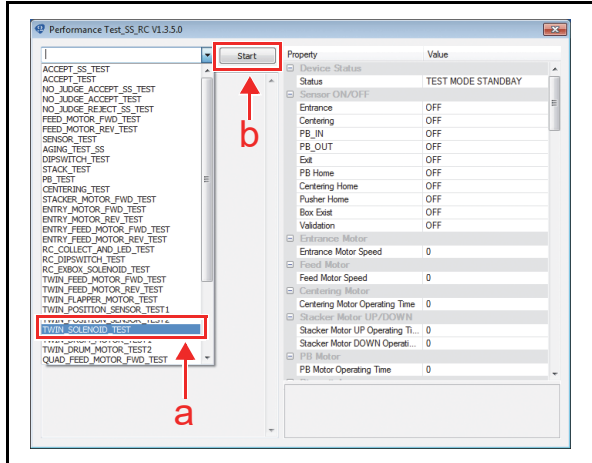 Performance Test_SS_RC V1.3.5.0
Start
ACCEPT_SS_TEST
ACCEPT_TEST
NO_JUDGE_ACCEPT_SS_TEST
NO_JUDGE_ACCEPT_TEST
NO_JUDGE_REJECT_SS_TEST
FEED_MOTOR_FWD_TEST
FEED_MOTOR_REV_TEST
SENSOR_TEST
AGING_TEST_SS
DIPSWITCH_TEST
STACK_TEST
PB_TEST
CENTERING_TEST
STACKER_MOTOR_FWD_TEST
ENTRY_MOTOR_FWD_TEST
ENTRY_MOTOR_REV_TEST
ENTRY_FEED_MOTOR_FWD_TEST
ENTRY_FEED_MOTOR_REV_TEST
RC_COLLECT_AND_LED_TEST
RC_DIPSWITCH_TEST
RC_EXBOX_SOLENOID_TEST
TWIN_FEED_MOTOR_FWD_TEST
TWIN_FEED_MOTOR_REV_TEST
TWIN_FLAPPER_MOTOR_TEST
TWIN_POSITION_SENSOR_TEST1
TWIN_POSITION_SENSOR_TEST2
TWIN_SOLENOID_TEST
TWIN_DRUM_MOTOR_TEST1
TWIN_DRUM_MOTOR_TEST2
QUAD_FEED_MOTOR_FWD_TEST
a
b
Property Value
Device Status
Status TEST MODE STANDBAY
Sensor ON/OFF
Entrance OFF
Centering OFF
PB_IN OFF
PB_OUT OFF
Exit OFF
PB Home OFF
Centering Home OFF
Pusher Home OFF
Box Exist OFF
Validation OFF
Entrance Motor
Entrance Motor Speed 0
Feed Motor
Feed Motor Speed 0
Centering Motor
Centering Motor Operating Time 0
Stacker Motor UP/DOWN
Stacker Motor UP Operating Ti... 0
Stacker Motor DOWN Operati... 0
PB Motor
PB Motor Operating Time 0